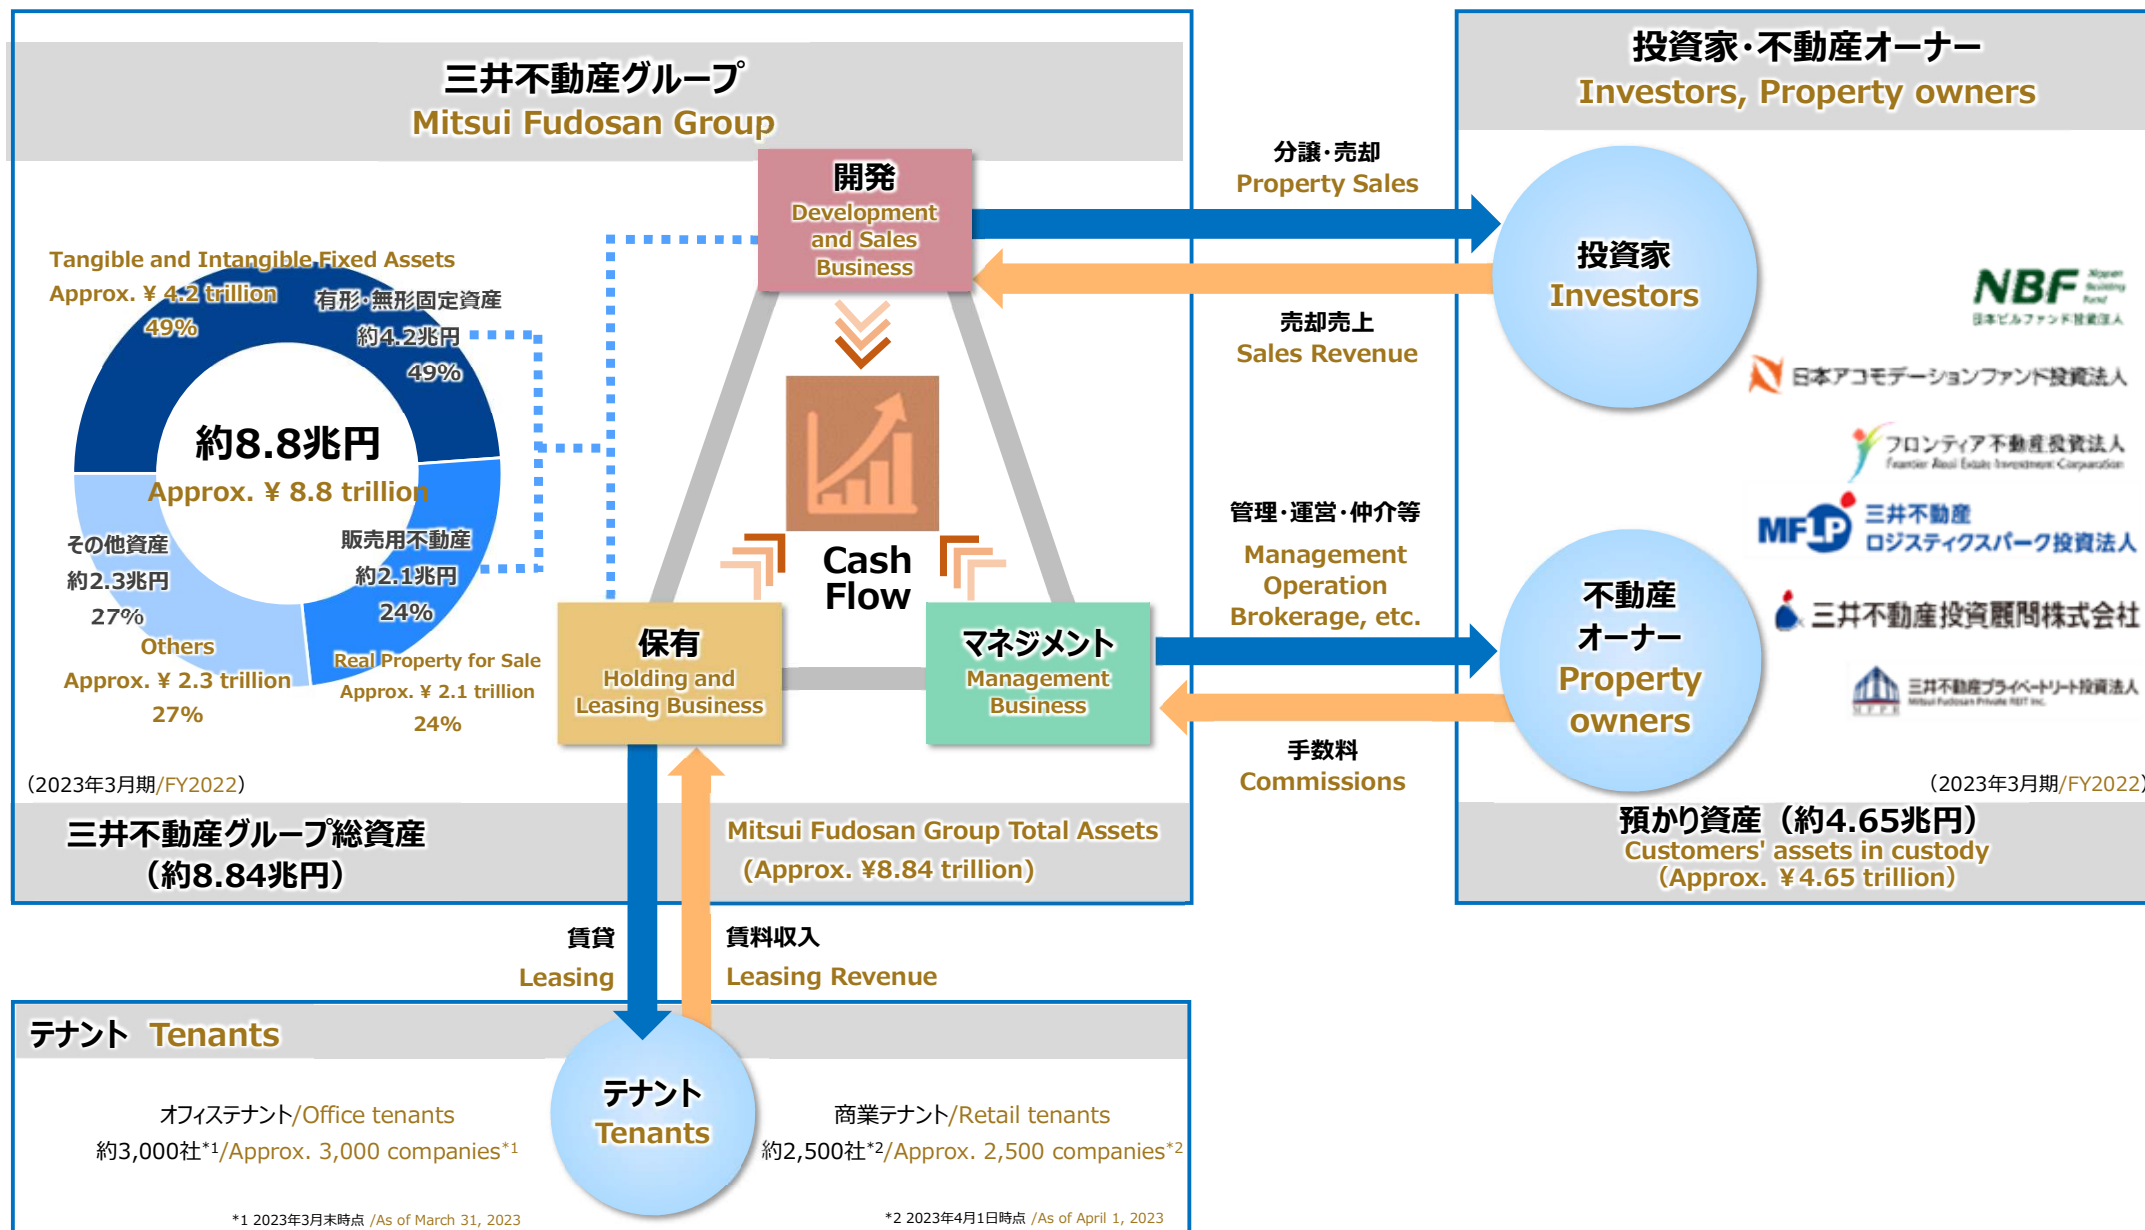 三井不動産グループ
Mitsui Fudosan Group
開発
Development
and Sales
Business
Tangible and Intangible Fixed Assets
Approx. ¥ 4.2 trillion
49%
有形・無形固定資産
約4.2兆円
49%
約8.8兆円
Approx. ¥ 8.8 trillion
その他資産
約2.3兆円
27%
Others
Approx. ¥ 2.3 trillion
27%
販売用不動産
約2.1兆円
24%
Real Property for Sale
Approx. ¥ 2.1 trillion
24%
Cash
Flow
保有
Holding and
Leasing Business
マネジメント
Management
Business
(2023年3月期/FY2022)
三井不動産グループ総資産
(約8.84兆円)
Mitsui Fudosan Group Total Assets
(Approx. ¥8.84 trillion)
分譲・売却
Property Sales
売却売上
Sales Revenue
管理・運営・仲介等
Management
Operation
Brokerage, etc.
手数料
Commissions
投資家・不動産オーナー
Investors, Property owners
投資家
Investors
NBF Nippon
Building
Fund
日本ビルファンド投資法人
日本アコモデーションファンド投資法人
フロンティア不動産投資法人
Frontier Real Estate Investment Corporation
MFLP 三井不動産
ロジスティクスパーク投資法人
不動産
オーナー
Property
owners
三井不動産投資顧問株式会社
三井不動産プライベートリート投資法人
Mitsui Fudosan Private REIT Inc.
MFPR
(2023年3月期/FY2022)
預かり資産（約4.65兆円）
Customers' assets in custody
(Approx. ¥4.65 trillion)
賃貸
Leasing
賃料収入
Leasing Revenue
テナント Tenants
テナント
Tenants
オフィステナント/Office tenants
約3,000社*1/Approx. 3,000 companies*1
*1 2023年3月末時点 /As of March 31, 2023
商業テナント/Retail tenants
約2,500社*2/Approx. 2,500 companies*2
*2 2023年4月1日時点 /As of April 1, 2023